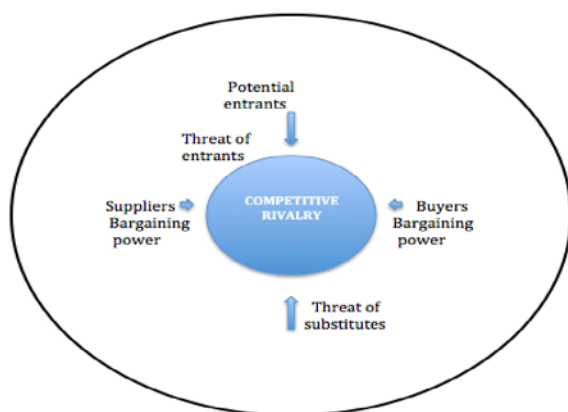 Potential
entrants
Threat of
entrants
COMPETITIVE
RIVALRY
Suppliers
Bargaining
power
Buyers
Bargaining
power
Threat of
substitutes